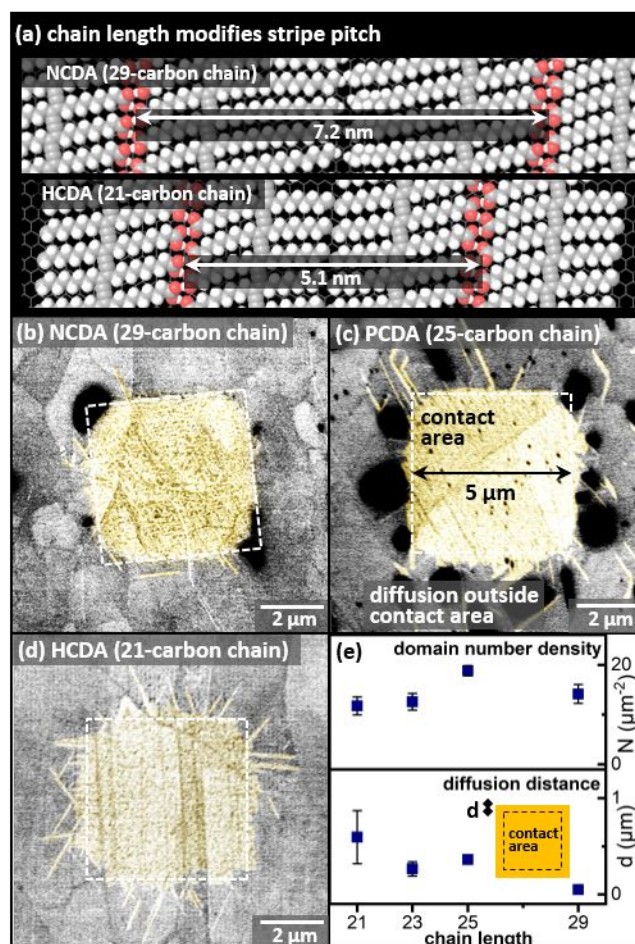 (a) chain length modifies stripe pitch
NCDA (29-carbon chain)
7.2 nm
HCDA (21-carbon chain)
5.1 nm
(b) NCDA (29-carbon chain)
2 µm
(c) PCDA (25-carbon chain)
contact
area
5 µm
diffusion outside
contact area
2 µm
(d) HCDA (21-carbon chain)
2 µm
(e)
domain number density
20
0
N (µm⁻²)
diffusion distance
d
contact
area
1
0
d (µm)
21 23 25 29
chain length